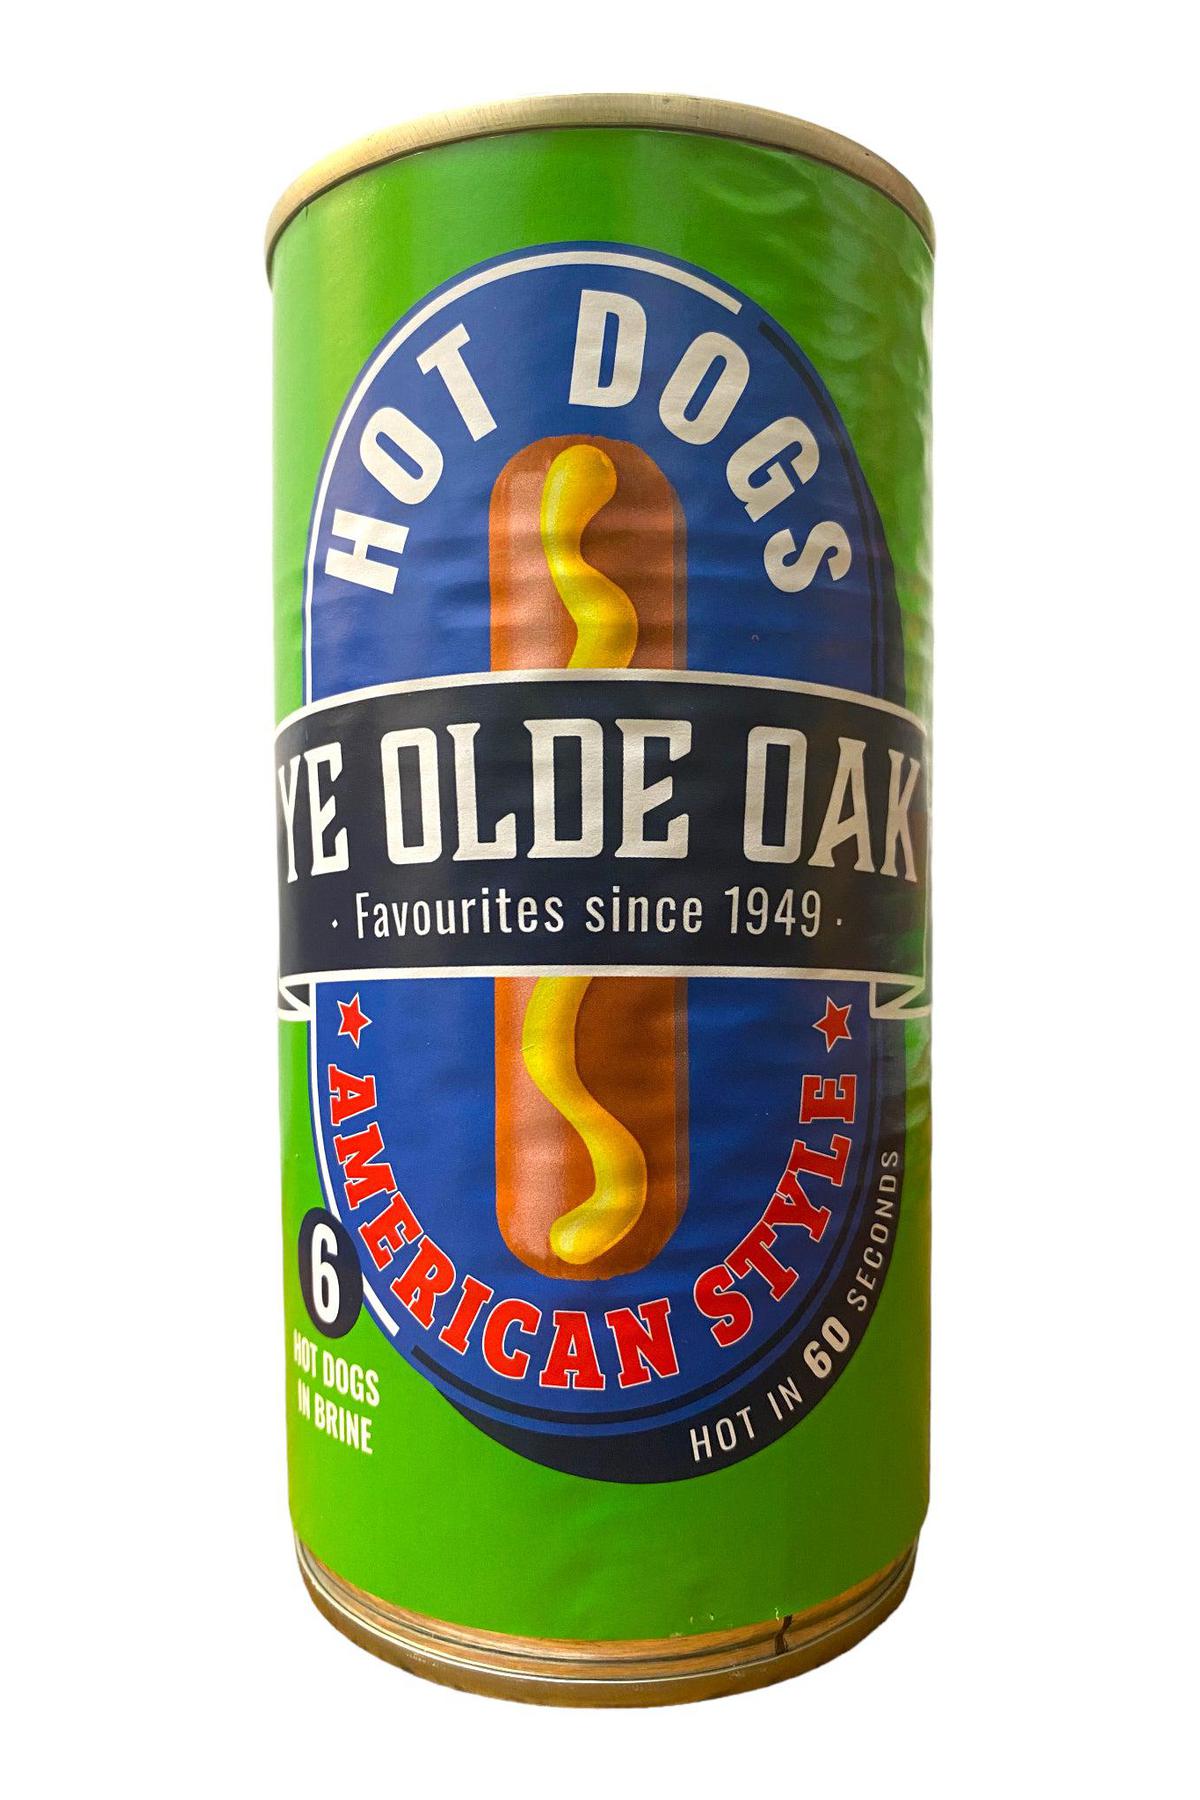 HOT DOGS
YE OLDE OAK
· Favourites since 1949 ·
AMERICAN STYLE
6
HOT DOGS
IN BRINE
HOT IN 60 SECONDS